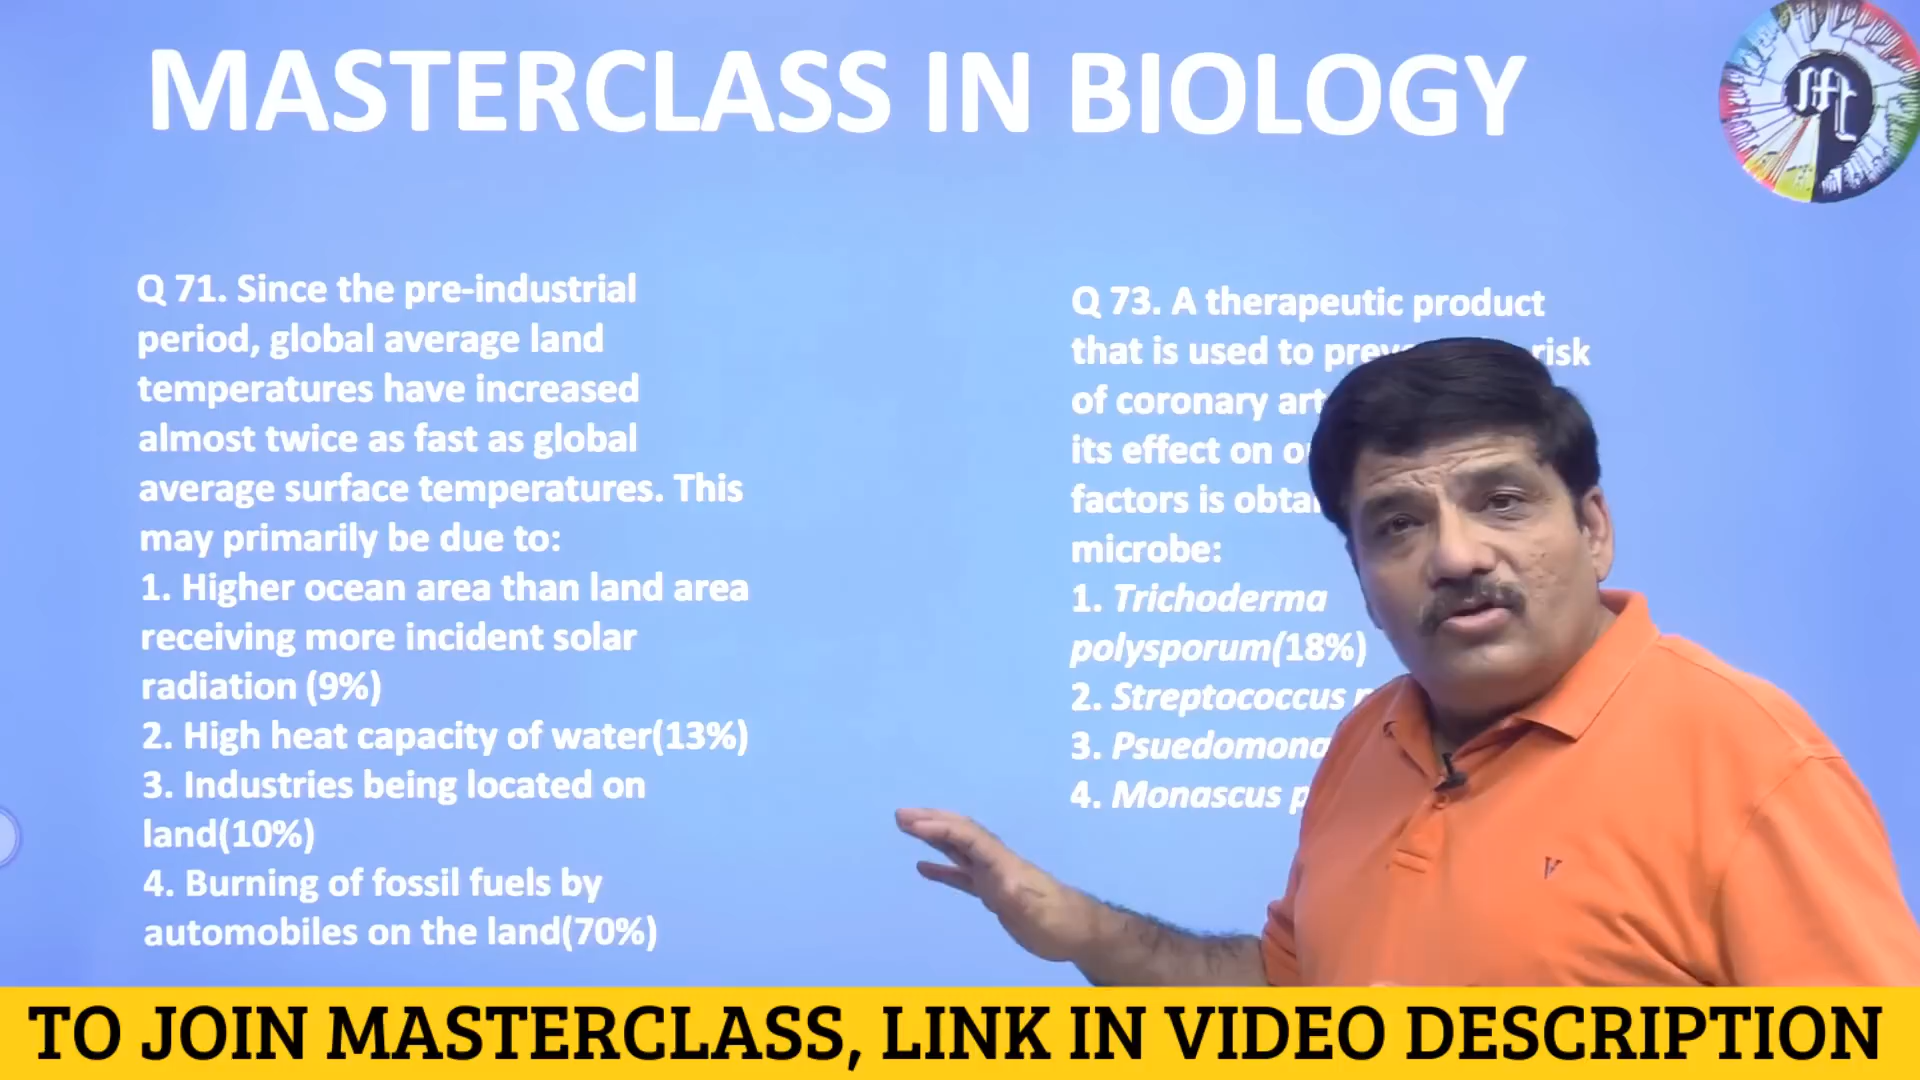 MASTERCLASS IN BIOLOGY
Q 71. Since the pre-industrial
period, global average land
temperatures have increased
almost twice as fast as global
average surface temperatures. This
may primarily be due to:
1. Higher ocean area than land area
receiving more incident solar
radiation (9%)
2. High heat capacity of water(13%)
3. Industries being located on
land(10%)
4. Burning of fossil fuels by
automobiles on the land(70%)
Q 73. A therapeutic product
that is used to risk
of coronary
its effect on
factors is
microbe:
1. Trichoderma
polysporum(18%)
2. Streptococcus
3.
4. Monascus
TO JOIN MASTERCLASS, LINK IN VIDEO DESCRIPTION